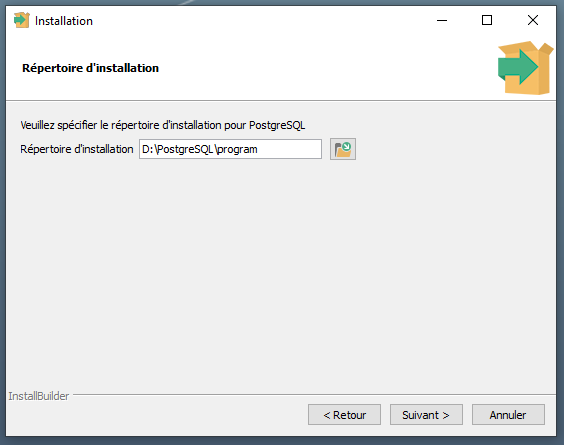 Installation
Répertoire d'installation
Veuillez spécifier le répertoire d'installation pour PostgreSQL
Répertoire d'installation D:\PostgreSQL\program
InstallBuilder
< Retour Suivant > Annuler